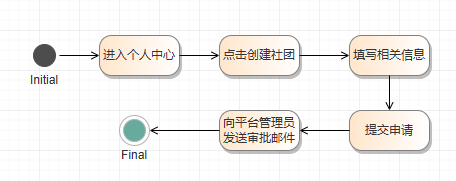 进入个人中心
点击创建社团
填写相关信息
Initial
向平台管理员
发送审批邮件
提交申请
Final